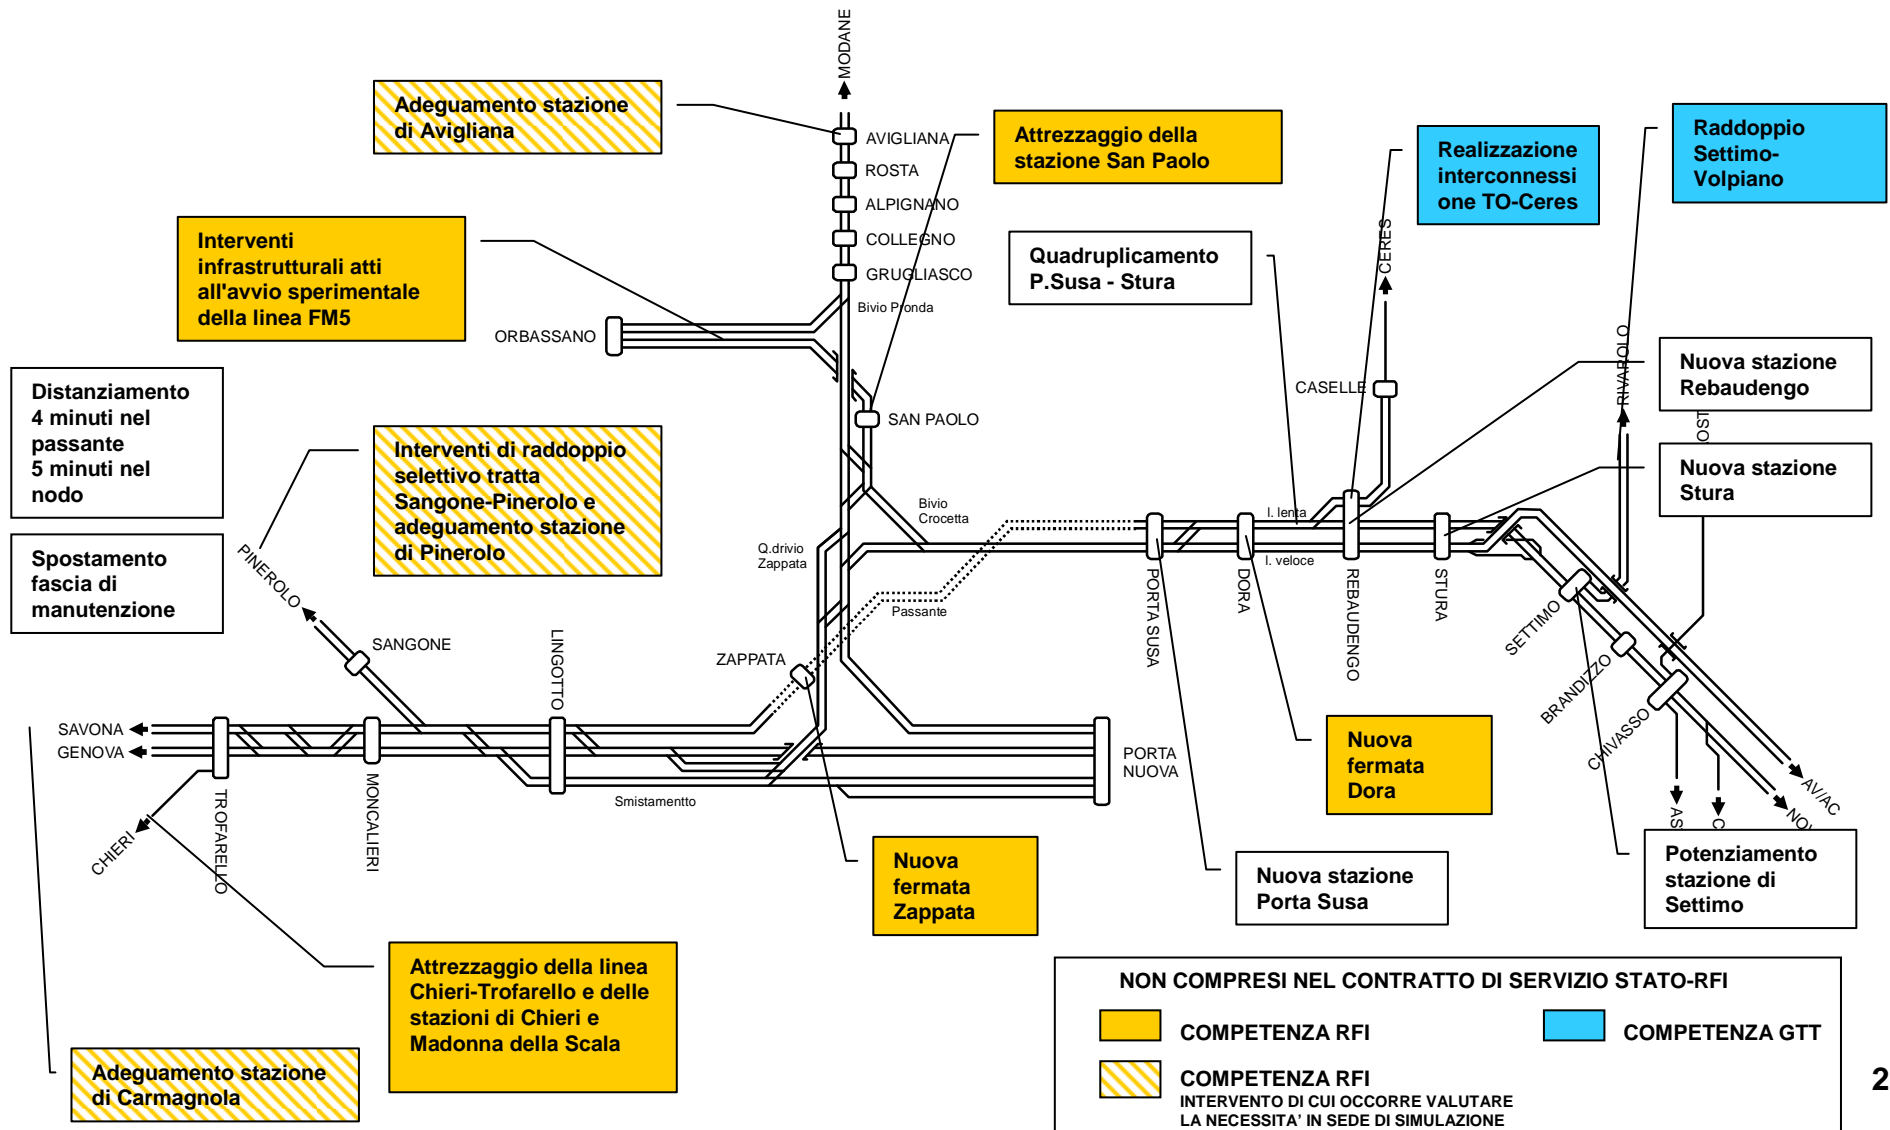 MODANE
Adeguamento stazione
di Avigliana
AVIGLIANA
ROSTA
ALPIGNANO
COLLEGNO
GRUGLIASCO
Bivio Pronda
Attrezzaggio della
stazione San Paolo
Realizzazione
interconnessi
one TO-Ceres
Raddoppio
Settimo-
Volpiano
Interventi
infrastrutturali atti
all'avvio sperimentale
della linea FM5
ORBASSANO
Quadruplicamento
P.Susa - Stura
CERES
CASELLE
RIVAROLO
OST
Nuova stazione
Rebaudengo
Nuova stazione
Stura
Distanziamento
4 minuti nel
passante
5 minuti nel
nodo
Spostamento
fascia di
manutenzione
Interventi di raddoppio
selettivo tratta
Sangone-Pinerolo e
adeguamento stazione
di Pinerolo
SAN PAOLO
Bivio
Crocetta
Q.drivio
Zappata
Passante
l. lenta
l. veloce
PORTA SUSA
DORA
REBAUDENGO
STURA
SETTIMO
BRANDIZZO
CHIVASSO
PINEROLO
SANGONE
LINGOTTO
ZAPPATA
SAVONA
GENOVA
CHIERI
TROFARELLO
MONCALIERI
Smistamentto
PORTA
NUOVA
AV/AC
NO
C
AS
Nuova
fermata
Dora
Nuova
fermata
Zappata
Nuova stazione
Porta Susa
Potenziamento
stazione di
Settimo
Attrezzaggio della linea
Chieri-Trofarello e delle
stazioni di Chieri e
Madonna della Scala
Adeguamento stazione
di Carmagnola
NON COMPRESI NEL CONTRATTO DI SERVIZIO STATO-RFI
COMPETENZA RFI
COMPETENZA GTT
COMPETENZA RFI
INTERVENTO DI CUI OCCORRE VALUTARE
LA NECESSITA' IN SEDE DI SIMULAZIONE
2